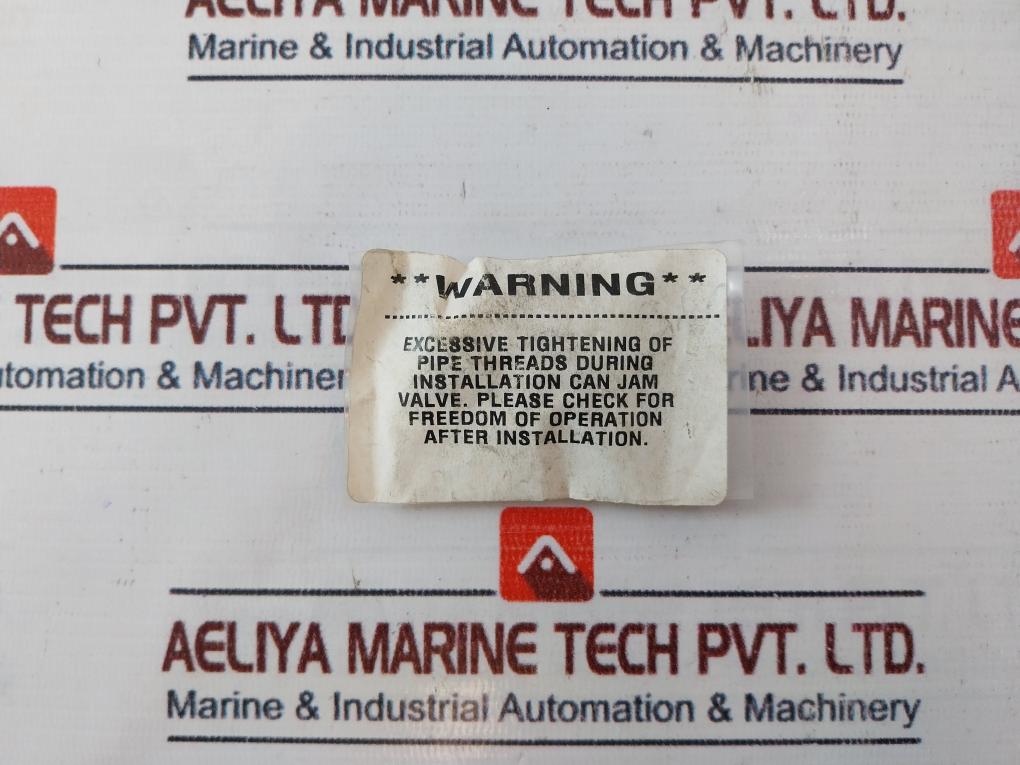 AELIYA MARINE TECH PVT. LTD.
Marine & Industrial Automation & Machinery
TECH PVT. LTD
utomation & Machiner
**WARNING**
EXCESSIVE TIGHTENING OF
PIPE THREADS DURING
INSTALLATION CAN JAM
VALVE. PLEASE CHECK FOR
FREEDOM OF OPERATION
AFTER INSTALLATION.
LIYA MARINE
rine & Industrial A
AELIYA MARINE TECH PVT. LTD.
Marine & Industrial Automation & Machinery